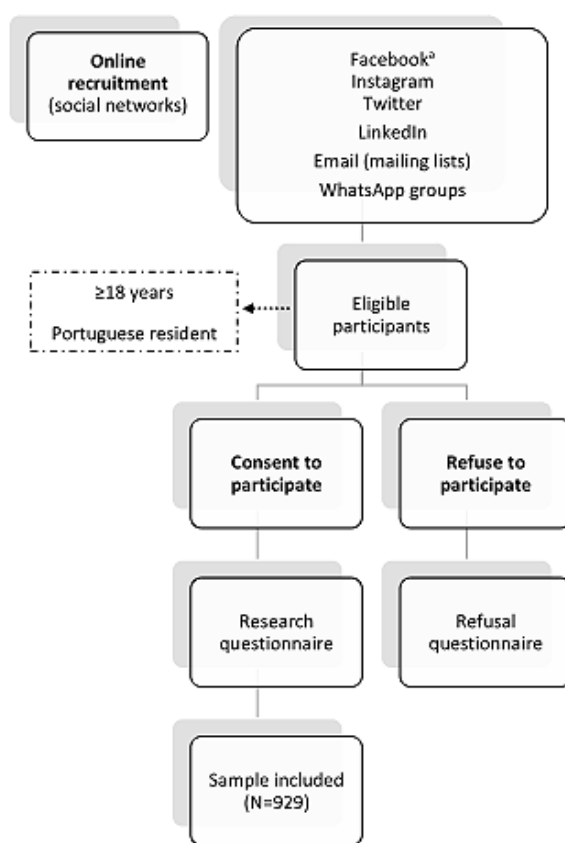 Online
recruitment
(social networks)
Facebookᵃ
Instagram
Twitter
LinkedIn
Email (mailing lists)
WhatsApp groups
≥18 years
Portuguese resident
Eligible
participants
Consent to
participate
Refuse to
participate
Research
questionnaire
Refusal
questionnaire
Sample included
(N=929)